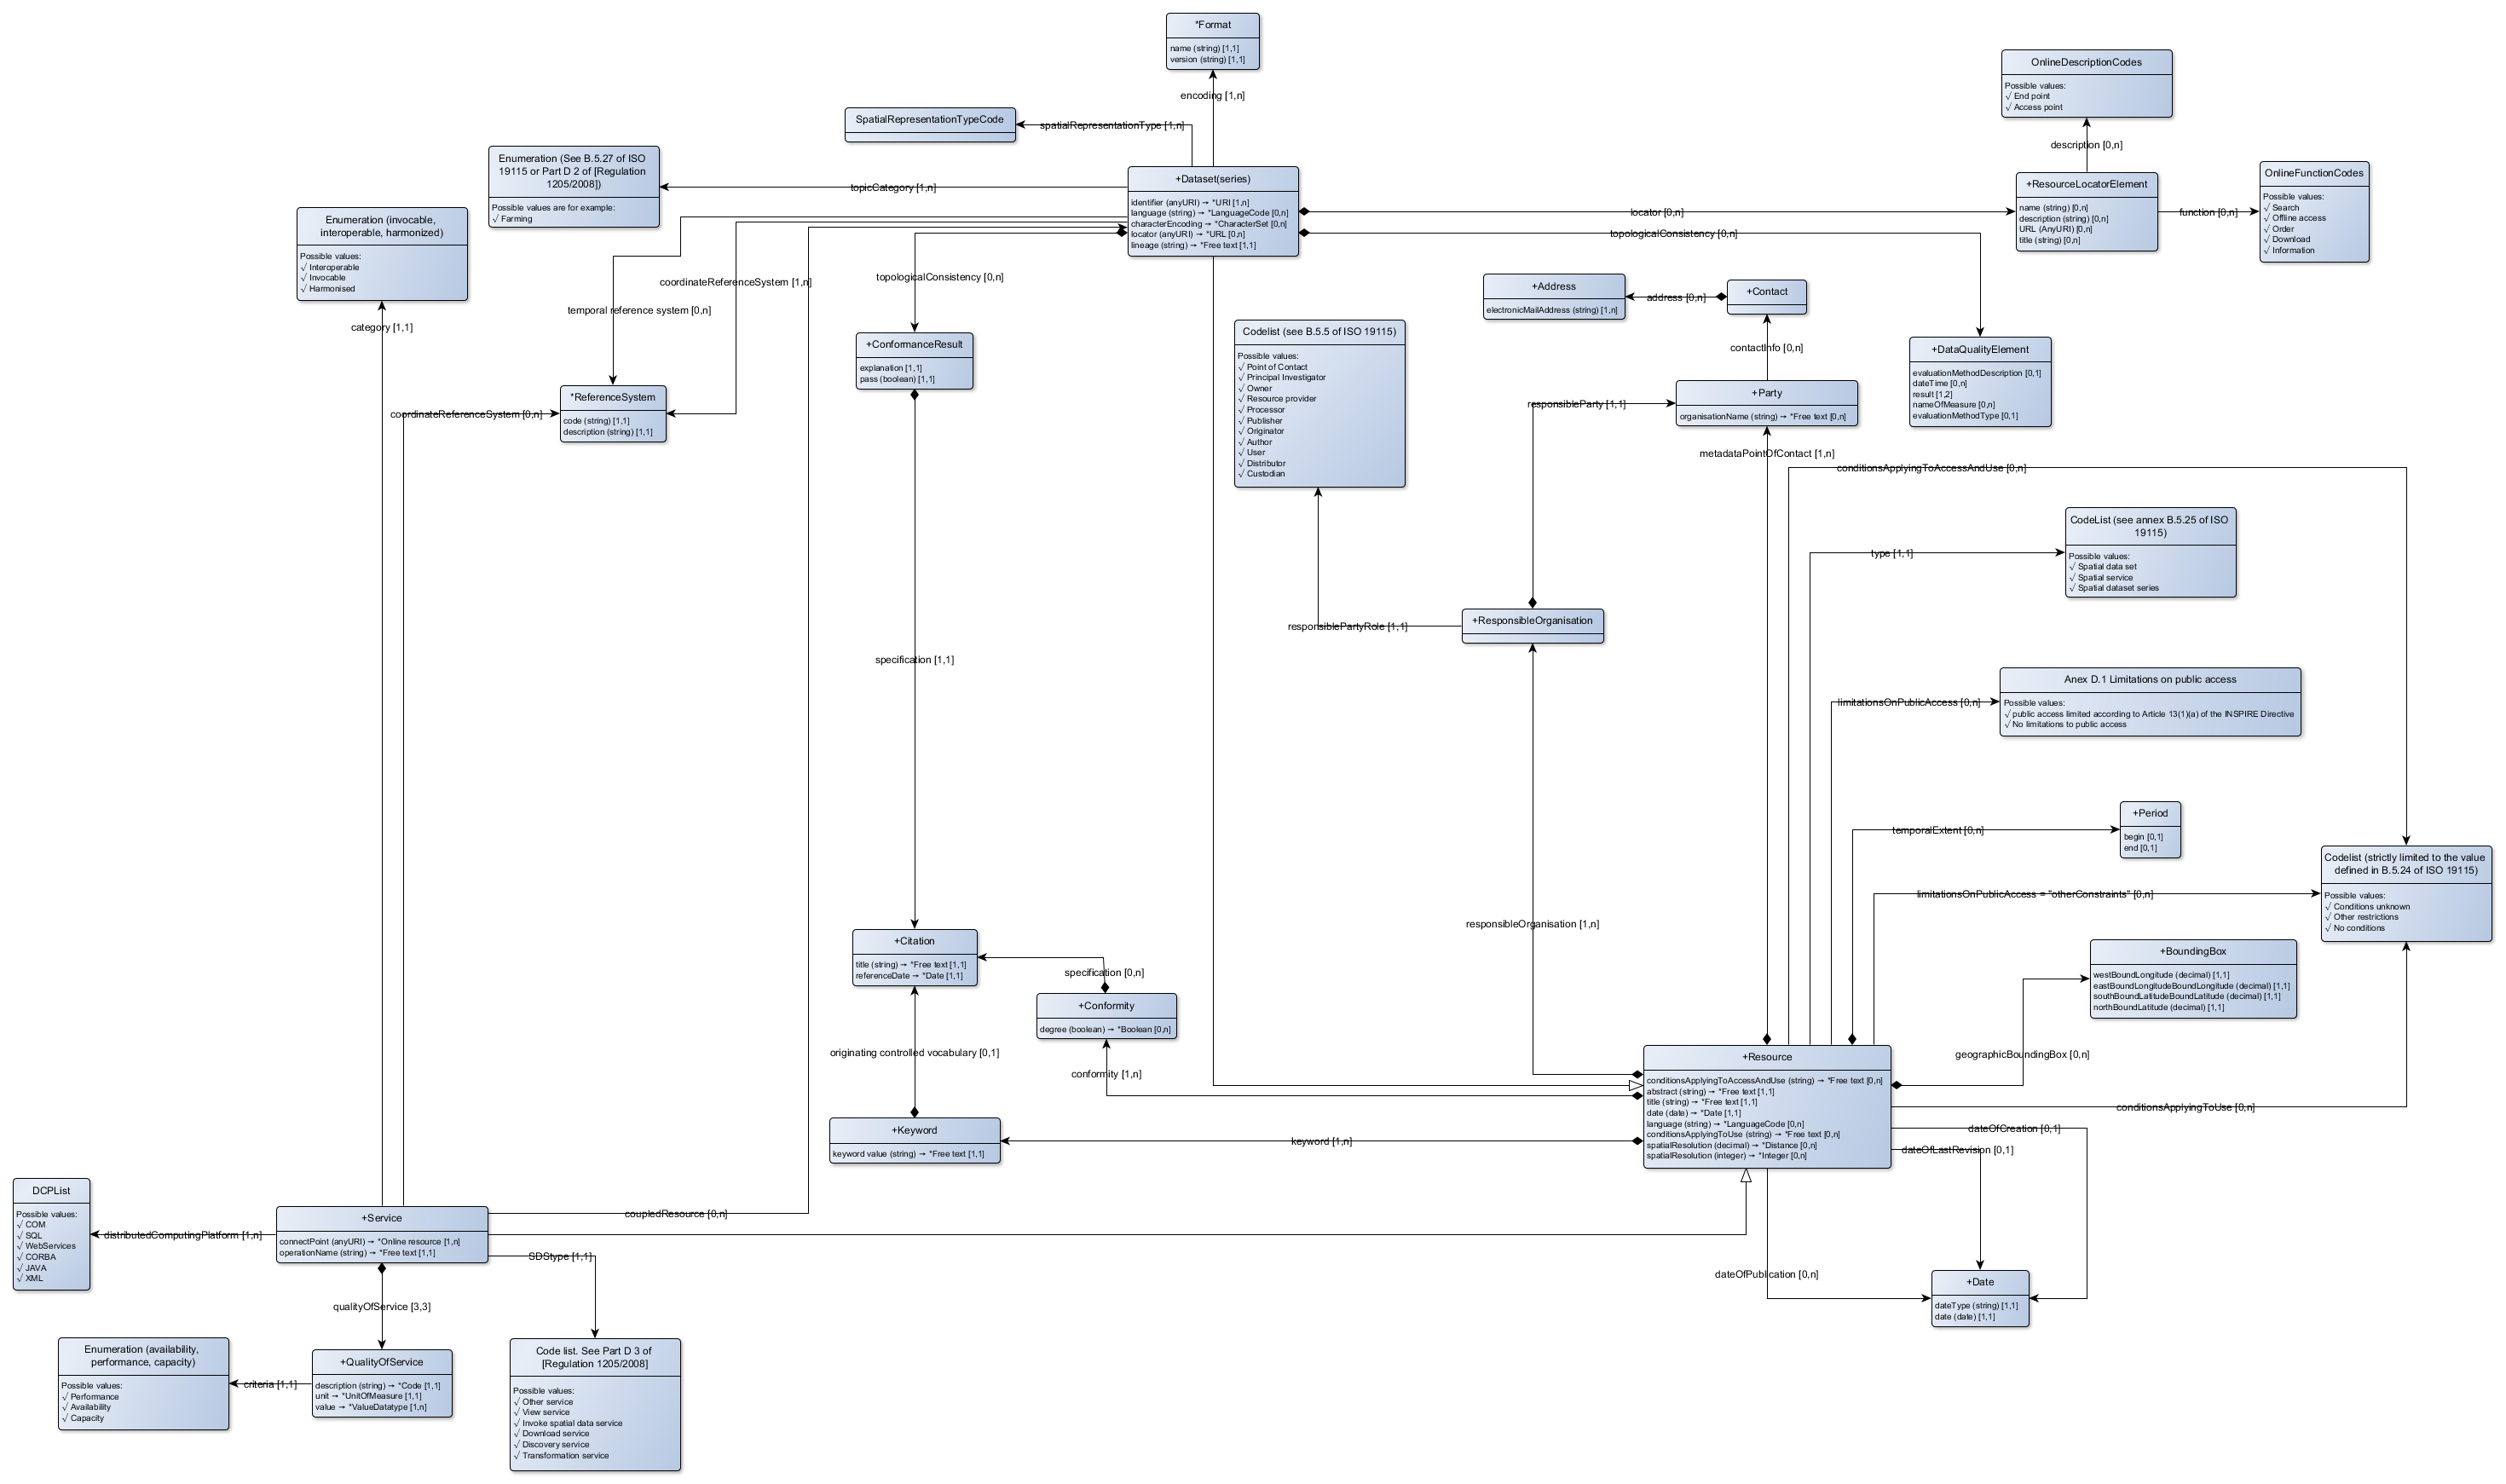 *Format
name (string) [1,1]
version (string) [1,1]
encoding [1,n]
OnlineDescriptionCodes
Possible values:
√ End point
√ Access point
description [0,n]
SpatialRepresentationTypeCode
spatialRepresentationType [1,n]
Enumeration (See B.5.27 of ISO
19115 or Part D 2 of [Regulation
1205/2008])
Possible values are for example:
√ Farming
topicCategory [1,n]
+Dataset(series)
identifier (anyURI) → *URI [1,n]
language (string) → *LanguageCode [0,n]
characterEncoding → *CharacterSet [0,n]
locator (anyURI) → *URL [0,n]
lineage (string) → *Free text [1,1]
locator [0,n]
topologicalConsistency [0,n]
+ResourceLocatorElement
name (string) [0,n]
description (string) [0,n]
URL (AnyURI) [0,n]
title (string) [0,n]
function [0,n]
OnlineFunctionCodes
Possible values:
√ Search
√ Offline access
√ Order
√ Download
√ Information
Enumeration (invocable,
interoperable, harmonized)
Possible values:
√ Interoperable
√ Invocable
√ Harmonised
category [1,1]
coordinateReferenceSystem [1,n]
temporal reference system [0,n]
topologicalConsistency [0,n]
+Address
electronicMailAddress (string) [1,n]
address [0,n]
+Contact
contactInfo [0,n]
+ConformanceResult
explanation [1,1]
pass (boolean) [1,1]
Codelist (see B.5.5 of ISO 19115)
Possible values:
√ Point of Contact
√ Principal Investigator
√ Owner
√ Resource provider
√ Processor
√ Publisher
√ Originator
√ Author
√ User
√ Distributor
√ Custodian
+DataQualityElement
evaluationMethodDescription [0,1]
dateTime [0,n]
result [1,2]
nameOfMeasure [0,n]
evaluationMethodType [0,1]
*ReferenceSystem
code (string) [1,1]
description (string) [1,1]
coordinateReferenceSystem [0,n]
responsibleParty [1,1]
+Party
organisationName (string) → *Free text [0,n]
metadataPointOfContact [1,n]
conditionsApplyingToAccessAndUse [0,n]
CodeList (see annex B.5.25 of ISO
19115)
Possible values:
√ Spatial data set
√ Spatial service
√ Spatial dataset series
type [1,1]
responsiblePartyRole [1,1]
+ResponsibleOrganisation
specification [1,1]
Anex D.1 Limitations on public access
Possible values:
√ public access limited according to Article 13(1)(a) of the INSPIRE Directive
√ No limitations to public access
limitationsOnPublicAccess [0,n]
+Period
begin [0,1]
end [0,1]
temporalExtent [0,n]
Codelist (strictly limited to the value
defined in B.5.24 of ISO 19115)
Possible values:
√ Conditions unknown
√ Other restrictions
√ No conditions
limitationsOnPublicAccess = "otherConstraints" [0,n]
responsibleOrganisation [1,n]
+Citation
title (string) → *Free text [1,1]
referenceDate → *Date [1,1]
specification [0,n]
+Conformity
degree (boolean) → *Boolean [0,n]
+BoundingBox
westBoundLongitude (decimal) [1,1]
eastBoundLongitudeBoundLongitude (decimal) [1,1]
southBoundLatitudeBoundLatitude (decimal) [1,1]
northBoundLatitude (decimal) [1,1]
geographicBoundingBox [0,n]
originating controlled vocabulary [0,1]
conformity [1,n]
+Resource
conditionsApplyingToAccessAndUse (string) → *Free text [0,n]
abstract (string) → *Free text [1,1]
title (string) → *Free text [1,1]
date (date) → *Date [1,1]
language (string) → *LanguageCode [0,n]
conditionsApplyingToUse (string) → *Free text [0,n]
spatialResolution (decimal) → *Distance [0,n]
spatialResolution (integer) → *Integer [0,n]
conditionsApplyingToUse [0,n]
dateOfCreation [0,1]
dateOfLastRevision [0,1]
+Keyword
keyword value (string) → *Free text [1,1]
keyword [1,n]
DCPList
Possible values:
√ COM
√ SQL
√ WebServices
√ CORBA
√ JAVA
√ XML
distributedComputingPlatform [1,n]
+Service
connectPoint (anyURI) → *Online resource [1,n]
operationName (string) → *Free text [1,1]
coupledResource [0,n]
SDStype [1,1]
dateOfPublication [0,n]
+Date
dateType (string) [1,1]
date (date) [1,1]
qualityOfService [3,3]
Enumeration (availability,
performance, capacity)
Possible values:
√ Performance
√ Availability
√ Capacity
criteria [1,1]
+QualityOfService
description (string) → *Code [1,1]
unit → *UnitOfMeasure [1,1]
value → *ValueDatatype [1,n]
Code list. See Part D 3 of
[Regulation 1205/2008]
Possible values:
√ Other service
√ View service
√ Invoke spatial data service
√ Download service
√ Discovery service
√ Transformation service